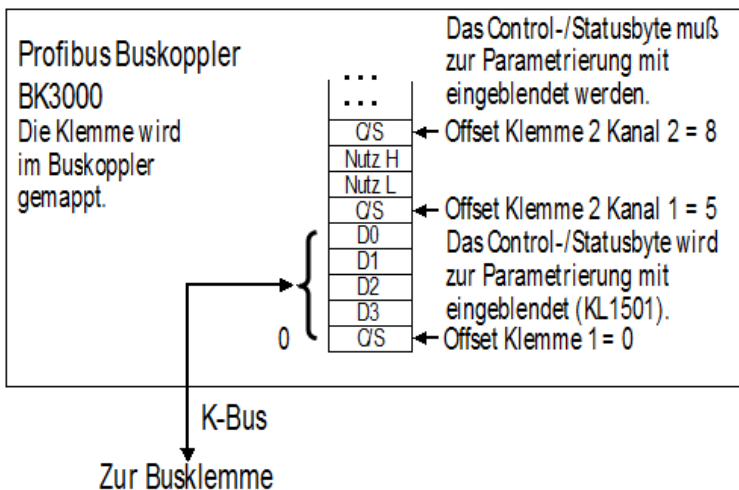 Profibus Buskoppler
BK3000
Die Klemme wird
im Buskoppler
gemappt.
...
...
C/S
Nutz H
Nutz L
C/S
D0
D1
D2
D3
0
C/S
Das Control-/Statusbyte muß
zur Parametrierung mit
eingeblendet werden.
Offset Klemme 2 Kanal 2 = 8
Offset Klemme 2 Kanal 1 = 5
Das Control-/Statusbyte wird
zur Parametrierung mit
eingeblendet (KL1501).
Offset Klemme 1 = 0
K-Bus
Zur Busklemme